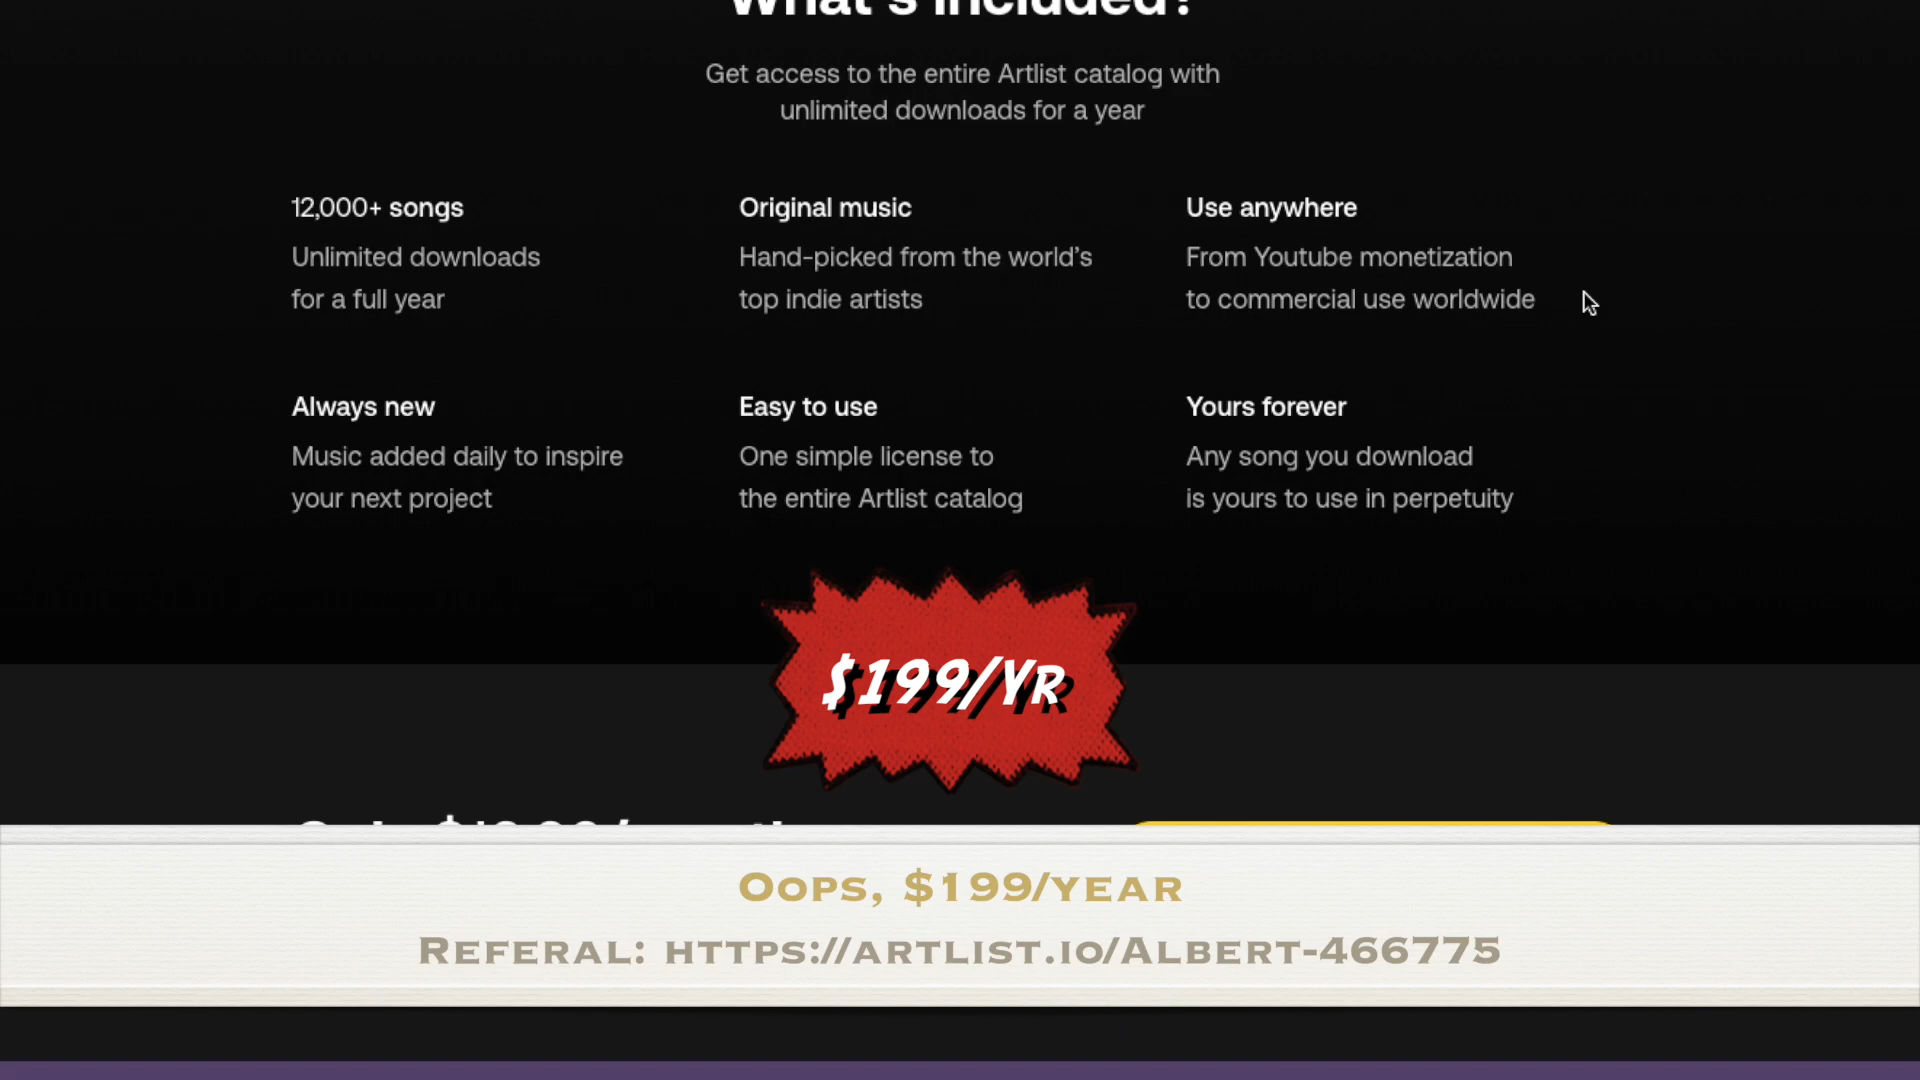 What's included?
Get access to the entire Artlist catalog with
unlimited downloads for a year
12,000+ songs
Unlimited downloads
for a full year
Original music
Hand-picked from the world's
top indie artists
Use anywhere
From Youtube monetization
to commercial use worldwide
Always new
Music added daily to inspire
your next project
Easy to use
One simple license to
the entire Artlist catalog
Yours forever
Any song you download
is yours to use in perpetuity
$199/Yr
Oops, $199/year
Referal: https://artlist.io/Albert-466775